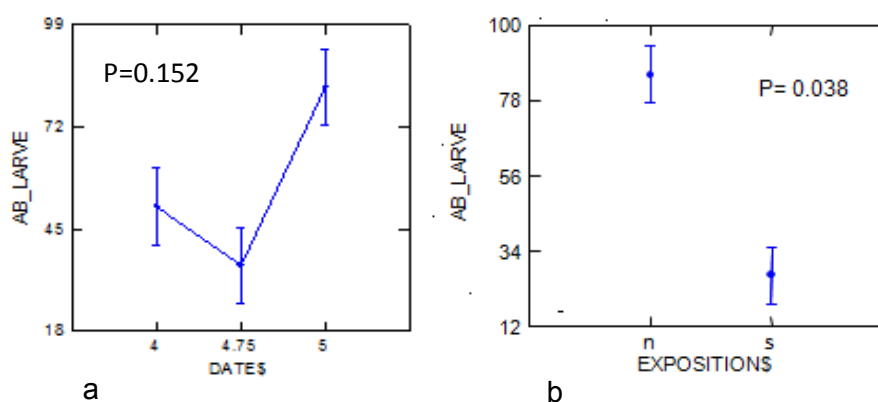 99
P=0.152
72
AB_LARVE
45
18
4 4.75 5
DATE$
a
100
78
P= 0.038
AB_LARVE
56
34
12
n s
EXPOSITION$
b